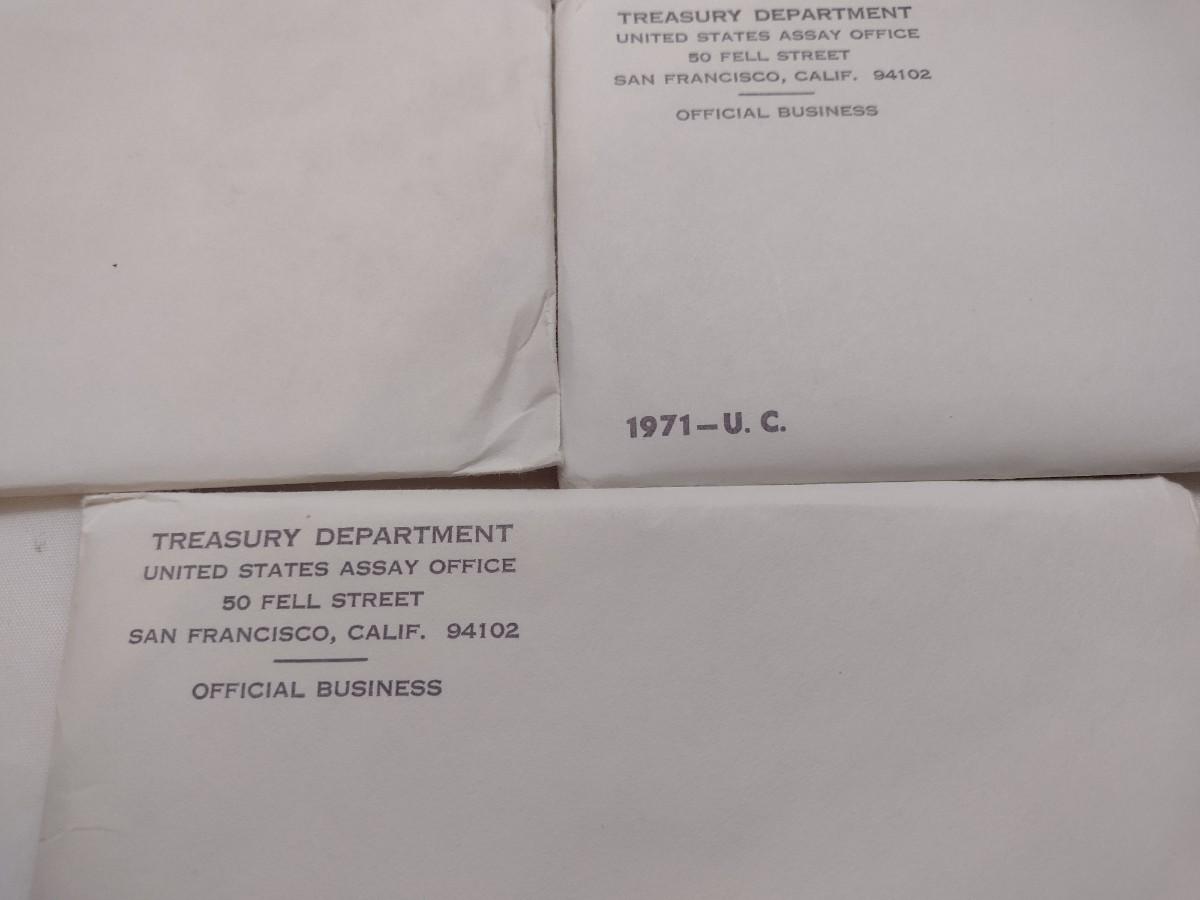 TREASURY DEPARTMENT
UNITED STATES ASSAY OFFICE
50 FELL STREET
SAN FRANCISCO, CALIF. 94102
OFFICIAL BUSINESS
1971-U. C.
TREASURY DEPARTMENT
UNITED STATES ASSAY OFFICE
50 FELL STREET
SAN FRANCISCO, CALIF. 94102
OFFICIAL BUSINESS